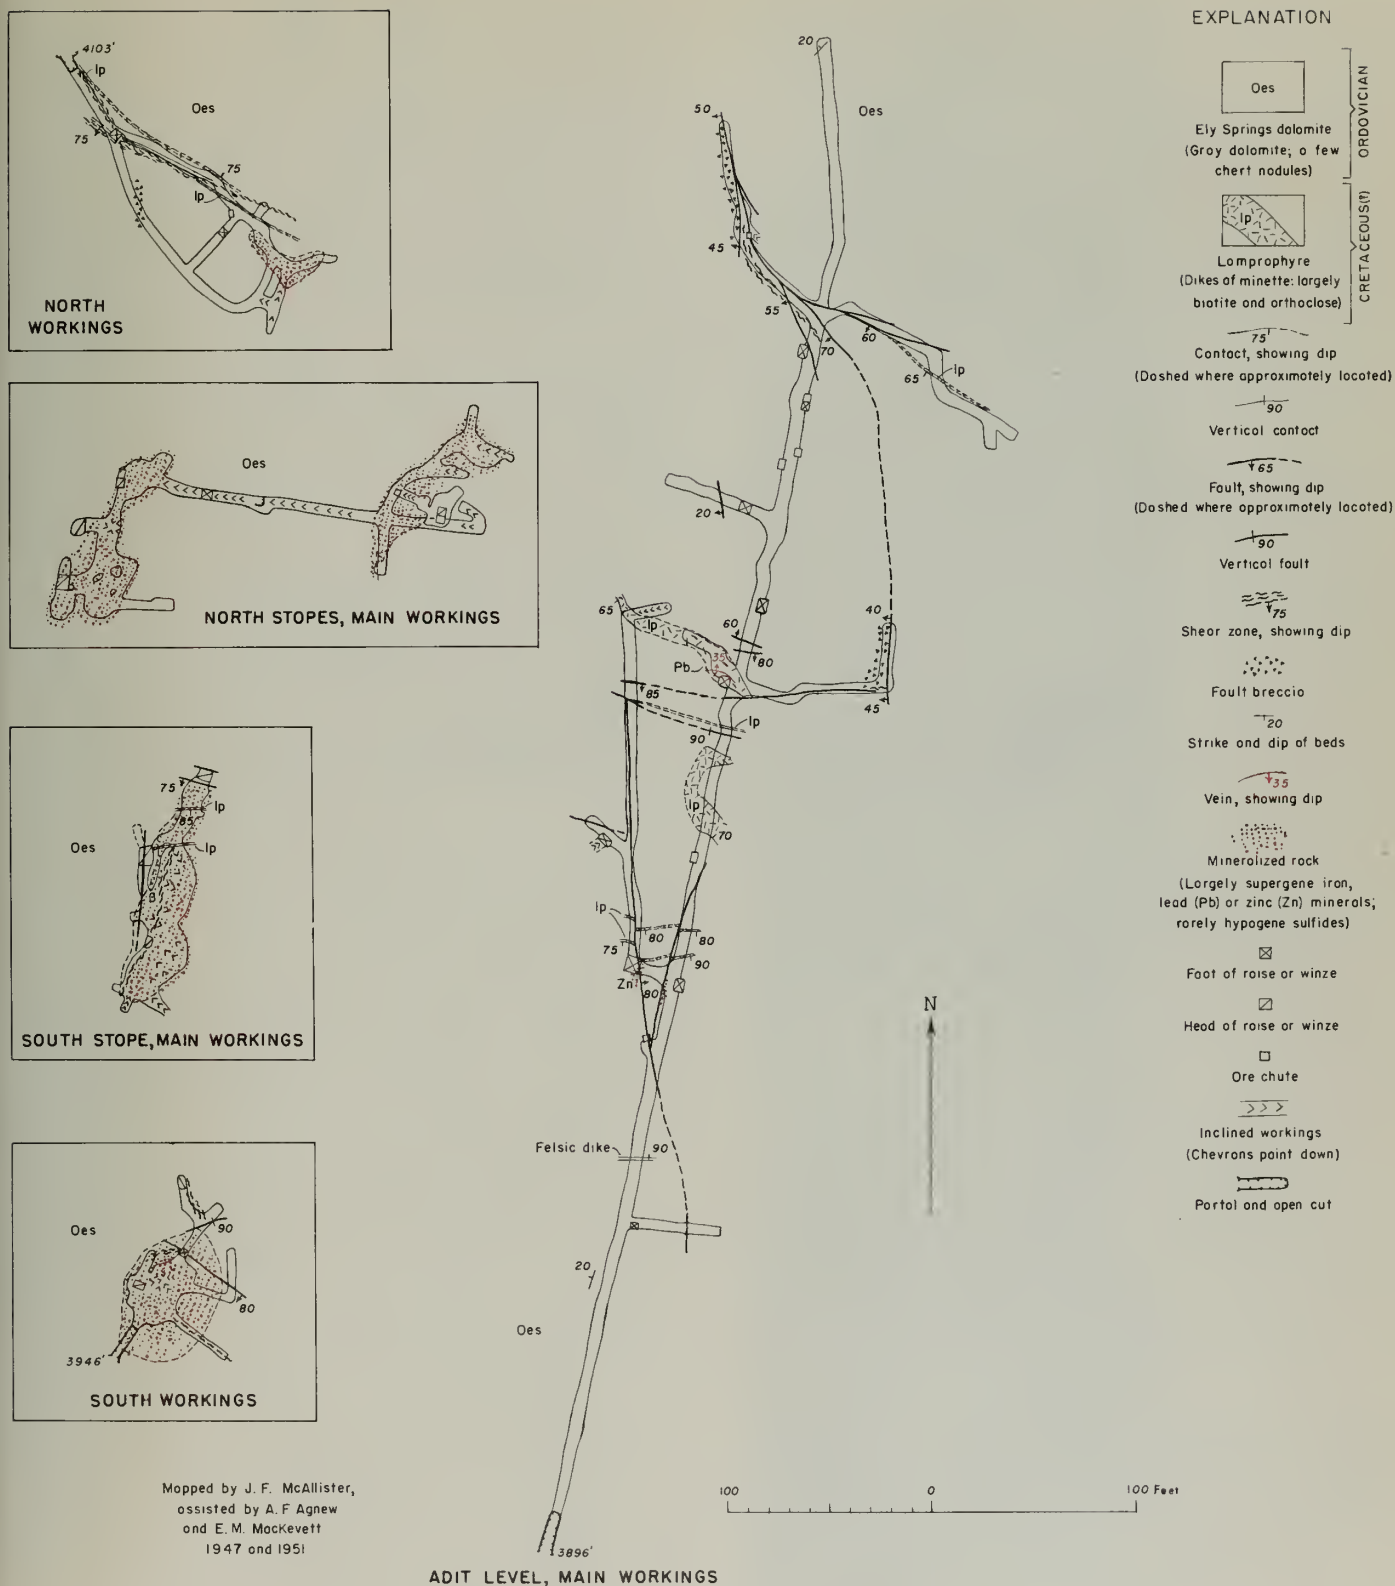 4103'
lp
Oes
75
75
lp
NORTH
WORKINGS
Oes
NORTH STOPES, MAIN WORKINGS
75
lp
85
Oes
lp
SOUTH STOPE, MAIN WORKINGS
Oes
90
80
3946'
SOUTH WORKINGS
Mapped by J. F. McAllister,
assisted by A. F Agnew
and E. M. MacKevett
1947 and 1951
20
Oes
50
45
55
70
60
65
lp
20
65
lp
60
80
40
Pb
35
85
45
lp
90
lp
70
lp
80
80
75
90
Zn
80
Felsic dike
90
20
Oes
3896'
N
100 0 100 Feet
ADIT LEVEL, MAIN WORKINGS
EXPLANATION
Oes
Ely Springs dolomite
(Gray dolomite; a few
chert nodules)
ORDOVICIAN
lp
Lamprophyre
(Dikes of minette: largely
biotite and orthoclose)
CRETACEOUS(?)
75
Contact, showing dip
(Dashed where approximately located)
90
Vertical contact
65
Fault, showing dip
(Dashed where approximately located)
90
Vertical fault
75
Shear zone, showing dip
Fault breccia
20
Strike and dip of beds
35
Vein, showing dip
Mineralized rock
(Largely supergene iron,
lead (Pb) or zinc (Zn) minerals;
rarely hypogene sulfides)
Foot of raise or winze
Head of raise or winze
Ore chute
Inclined workings
(Chevrons point down)
Portal and open cut